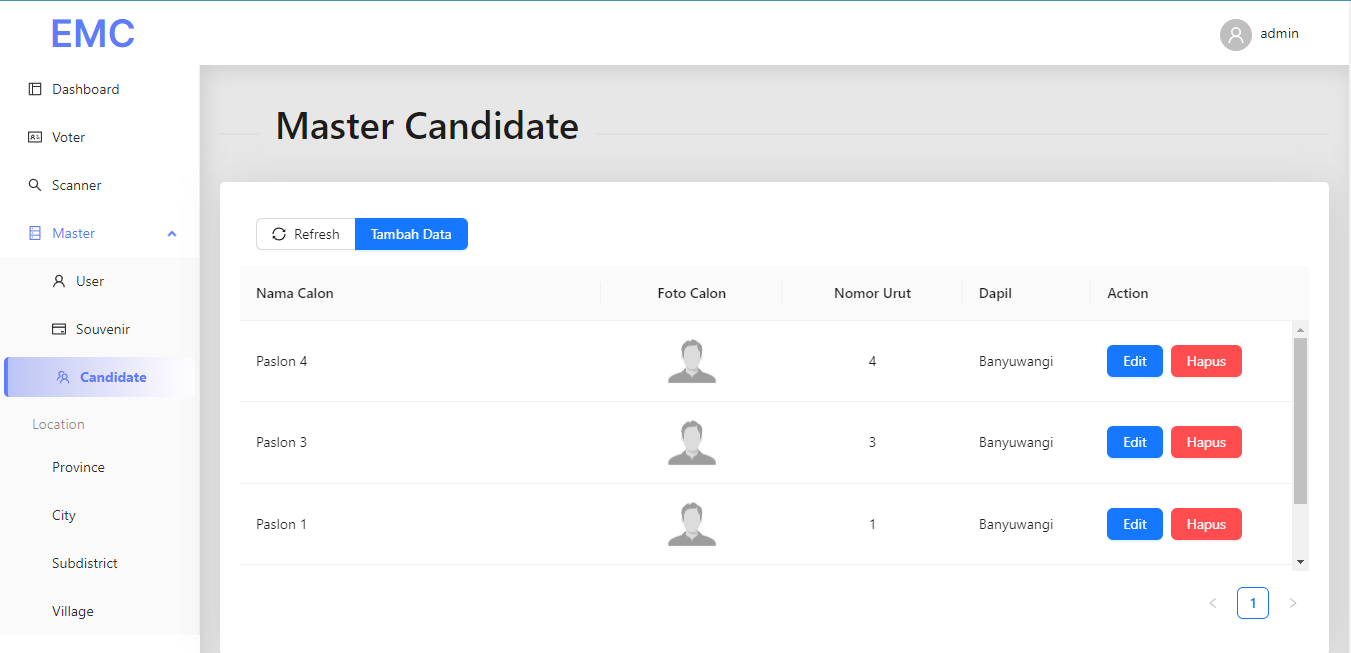 EMC
admin
Dashboard
Voter
Scanner
Master
User
Souvenir
Candidate
Location
Province
City
Subdistrict
Village
Master Candidate
Refresh Tambah Data
Nama Calon Foto Calon Nomor Urut Dapil Action
Paslon 4 4 Banyuwangi Edit Hapus
Paslon 3 3 Banyuwangi Edit Hapus
Paslon 1 1 Banyuwangi Edit Hapus
< 1 >